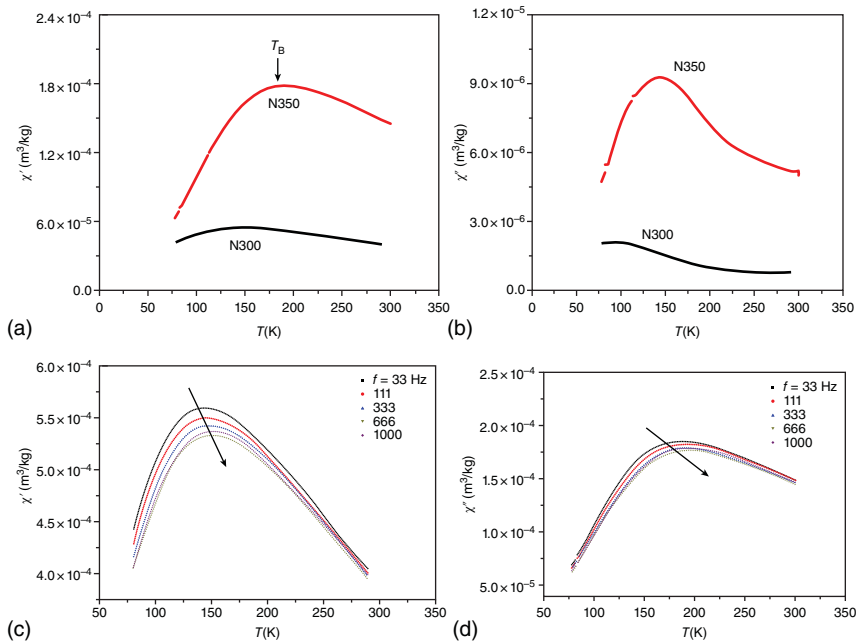 2.4 × 10⁻⁴
1.8 × 10⁻⁴
1.2 × 10⁻⁴
6.0 × 10⁻⁵
0.0
χ′ (m³/kg)
T_B
N350
N300
50 100 150 200 250 300 350
T(K)
(a)
1.2 × 10⁻⁵
9.0 × 10⁻⁶
6.0 × 10⁻⁶
3.0 × 10⁻⁶
0.0
χ″ (m³/kg)
N350
N300
50 100 150 200 250 300 350
T(K)
(b)
6.0 × 10⁻⁴
5.5 × 10⁻⁴
5.0 × 10⁻⁴
4.5 × 10⁻⁴
4.0 × 10⁻⁴
χ′ (m³/kg)
f = 33 Hz
111
333
666
1000
50 100 150 200 250 300 350
T(K)
(c)
2.5 × 10⁻⁴
2.0 × 10⁻⁴
1.5 × 10⁻⁴
1.0 × 10⁻⁴
5.0 × 10⁻⁵
χ″ (m³/kg)
f = 33 Hz
111
333
666
1000
50 100 150 200 250 300 350
T(K)
(d)